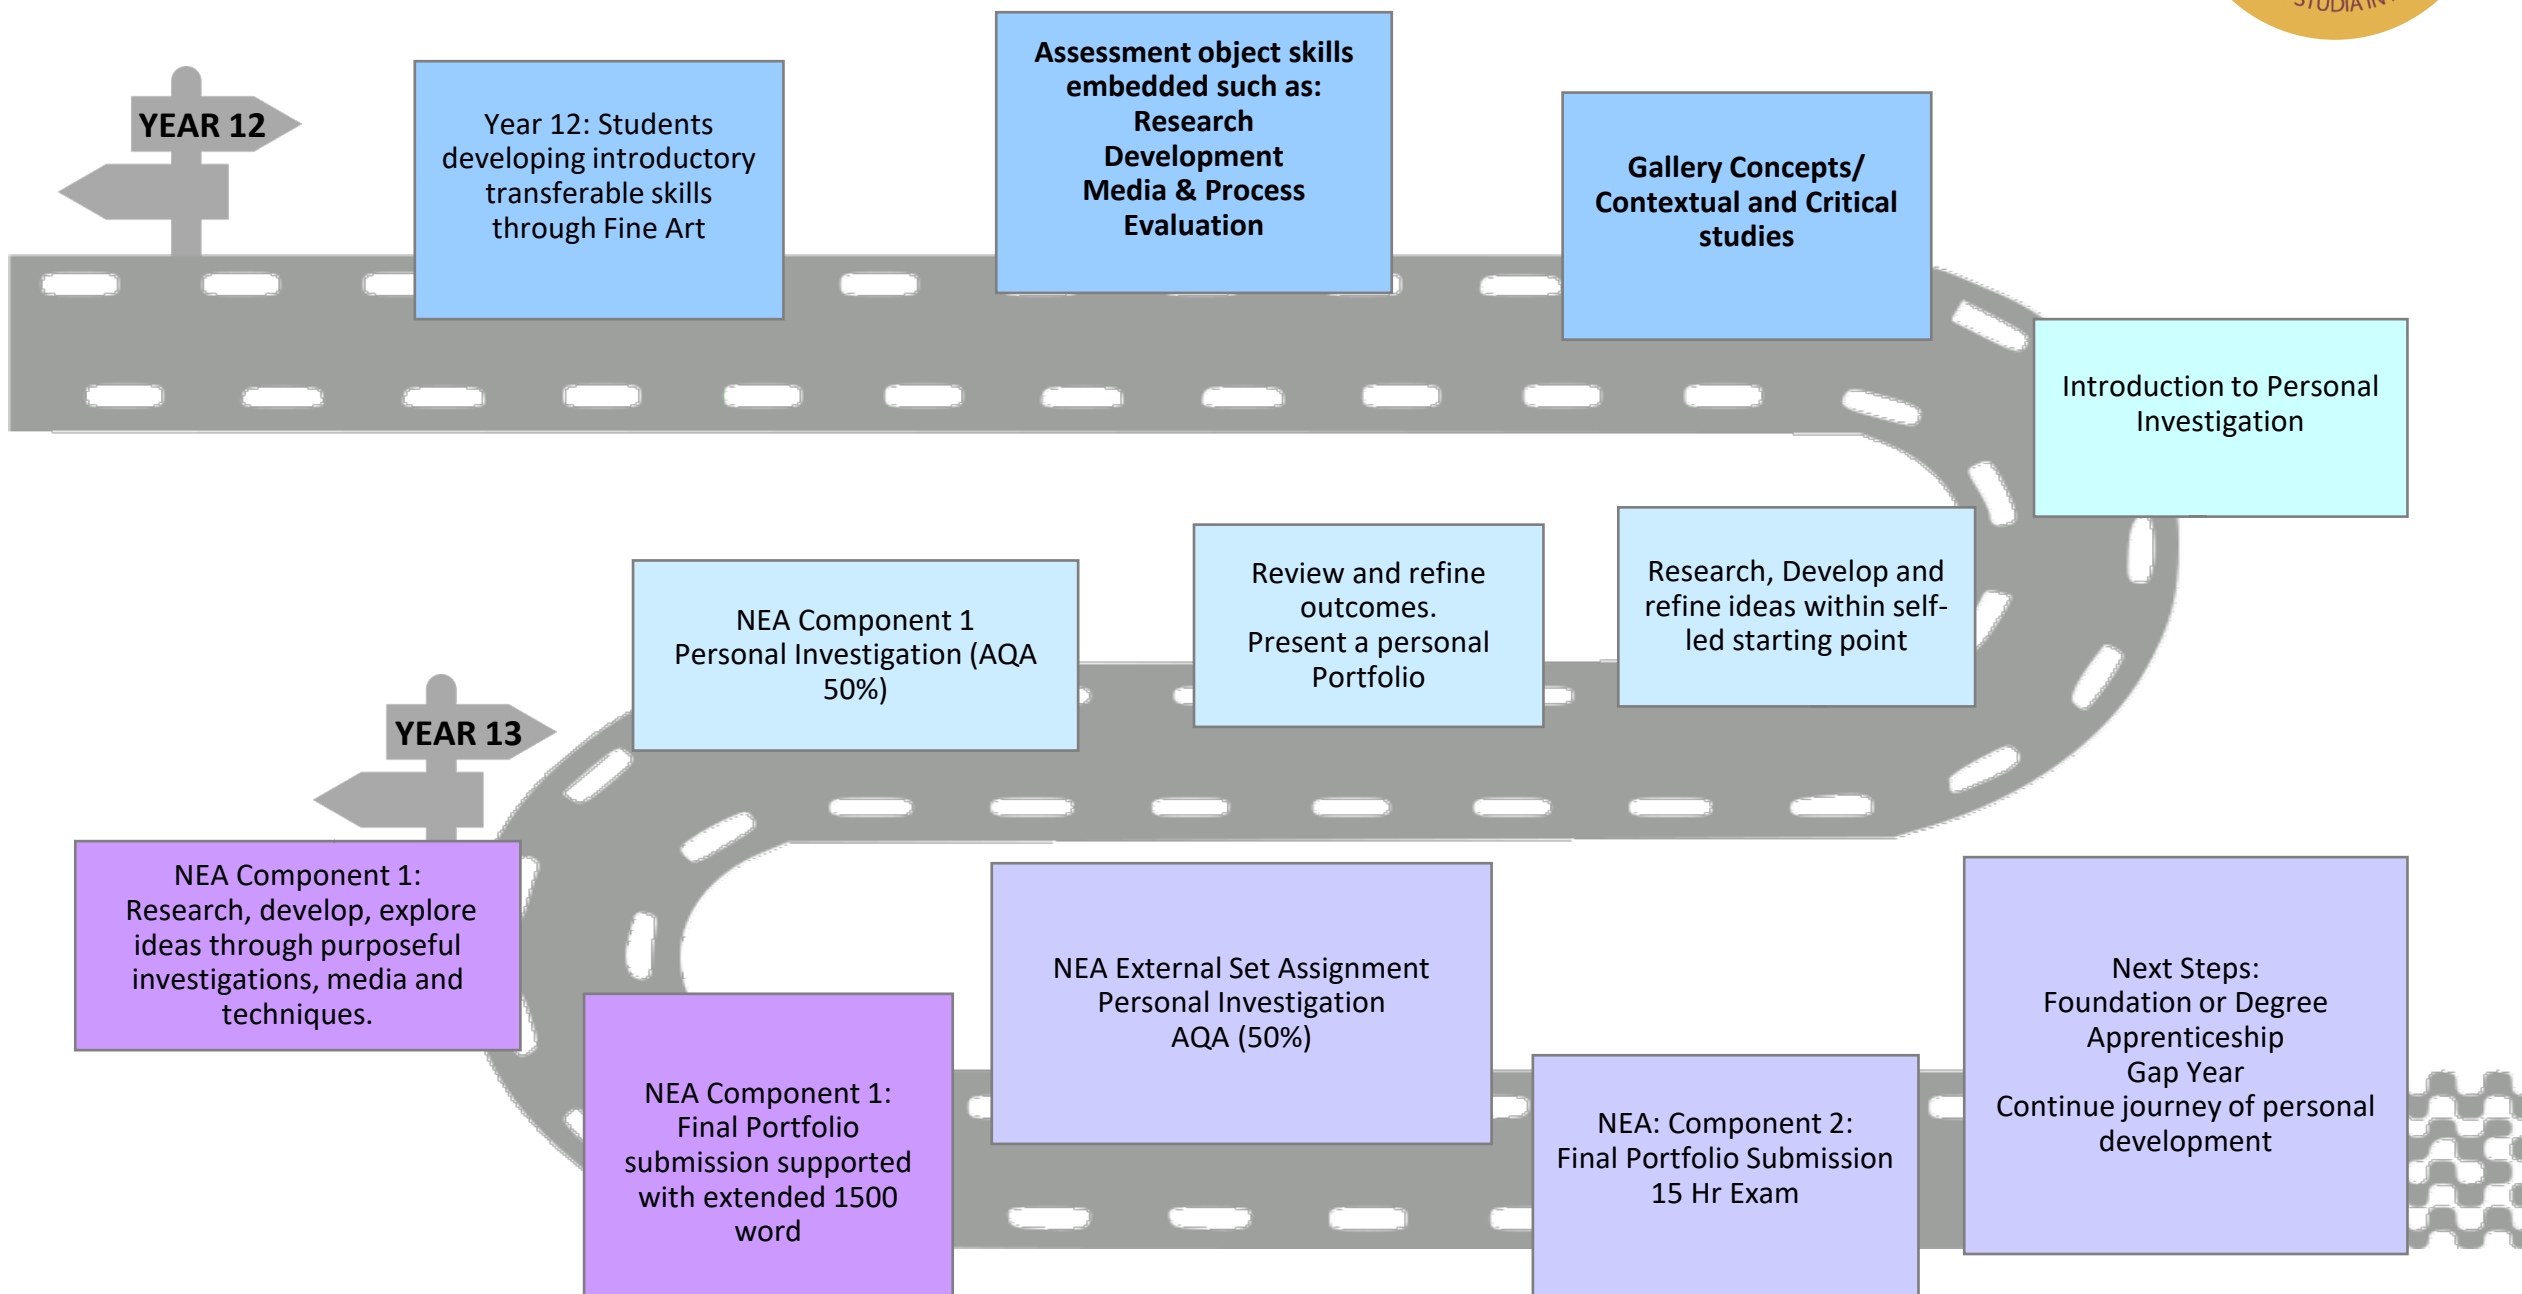 STUDIA IN
YEAR 12
Year 12: Students
developing introductory
transferable skills
through Fine Art
Assessment object skills
embedded such as:
Research
Development
Media & Process
Evaluation
Gallery Concepts/
Contextual and Critical
studies
Introduction to Personal
Investigation
Research, Develop and
refine ideas within self-
led starting point
Review and refine
outcomes.
Present a personal
Portfolio
NEA Component 1
Personal Investigation (AQA
50%)
YEAR 13
NEA Component 1:
Research, develop, explore
ideas through purposeful
investigations, media and
techniques.
NEA Component 1:
Final Portfolio
submission supported
with extended 1500
word
NEA External Set Assignment
Personal Investigation
AQA (50%)
NEA: Component 2:
Final Portfolio Submission
15 Hr Exam
Next Steps:
Foundation or Degree
Apprenticeship
Gap Year
Continue journey of personal
development